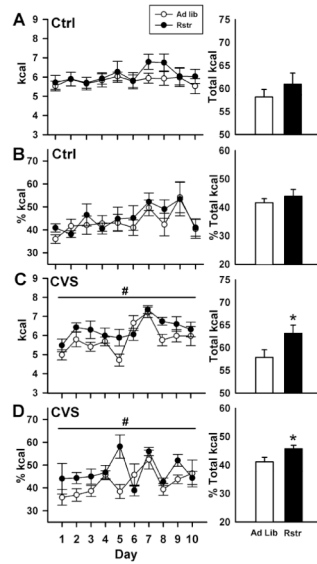 A
Ctrl
Ad lib
Rstr
kcal
9
8
7
6
5
4
3
Total kcal
75
70
65
60
55
50
B
Ctrl
% kcal
70
60
50
40
30
% Total kcal
60
50
40
30
20
C
CVS
#
kcal
9
8
7
6
5
4
3
Total kcal
75
70
65
60
55
50
*
D
CVS
#
% kcal
70
60
50
40
30
1 2 3 4 5 6 7 8 9 10
Day
% Total kcal
60
50
40
30
20
*
Ad Lib Rstr